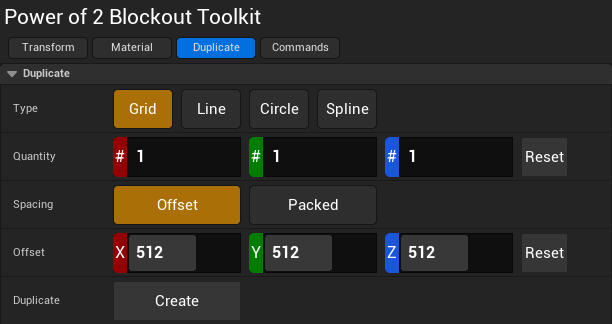 Power of 2 Blockout Toolkit
Transform Material Duplicate Commands
Duplicate
Type Grid Line Circle Spline
Quantity # 1 # 1 # 1 Reset
Spacing Offset Packed
Offset X 512 Y 512 Z 512 Reset
Duplicate Create